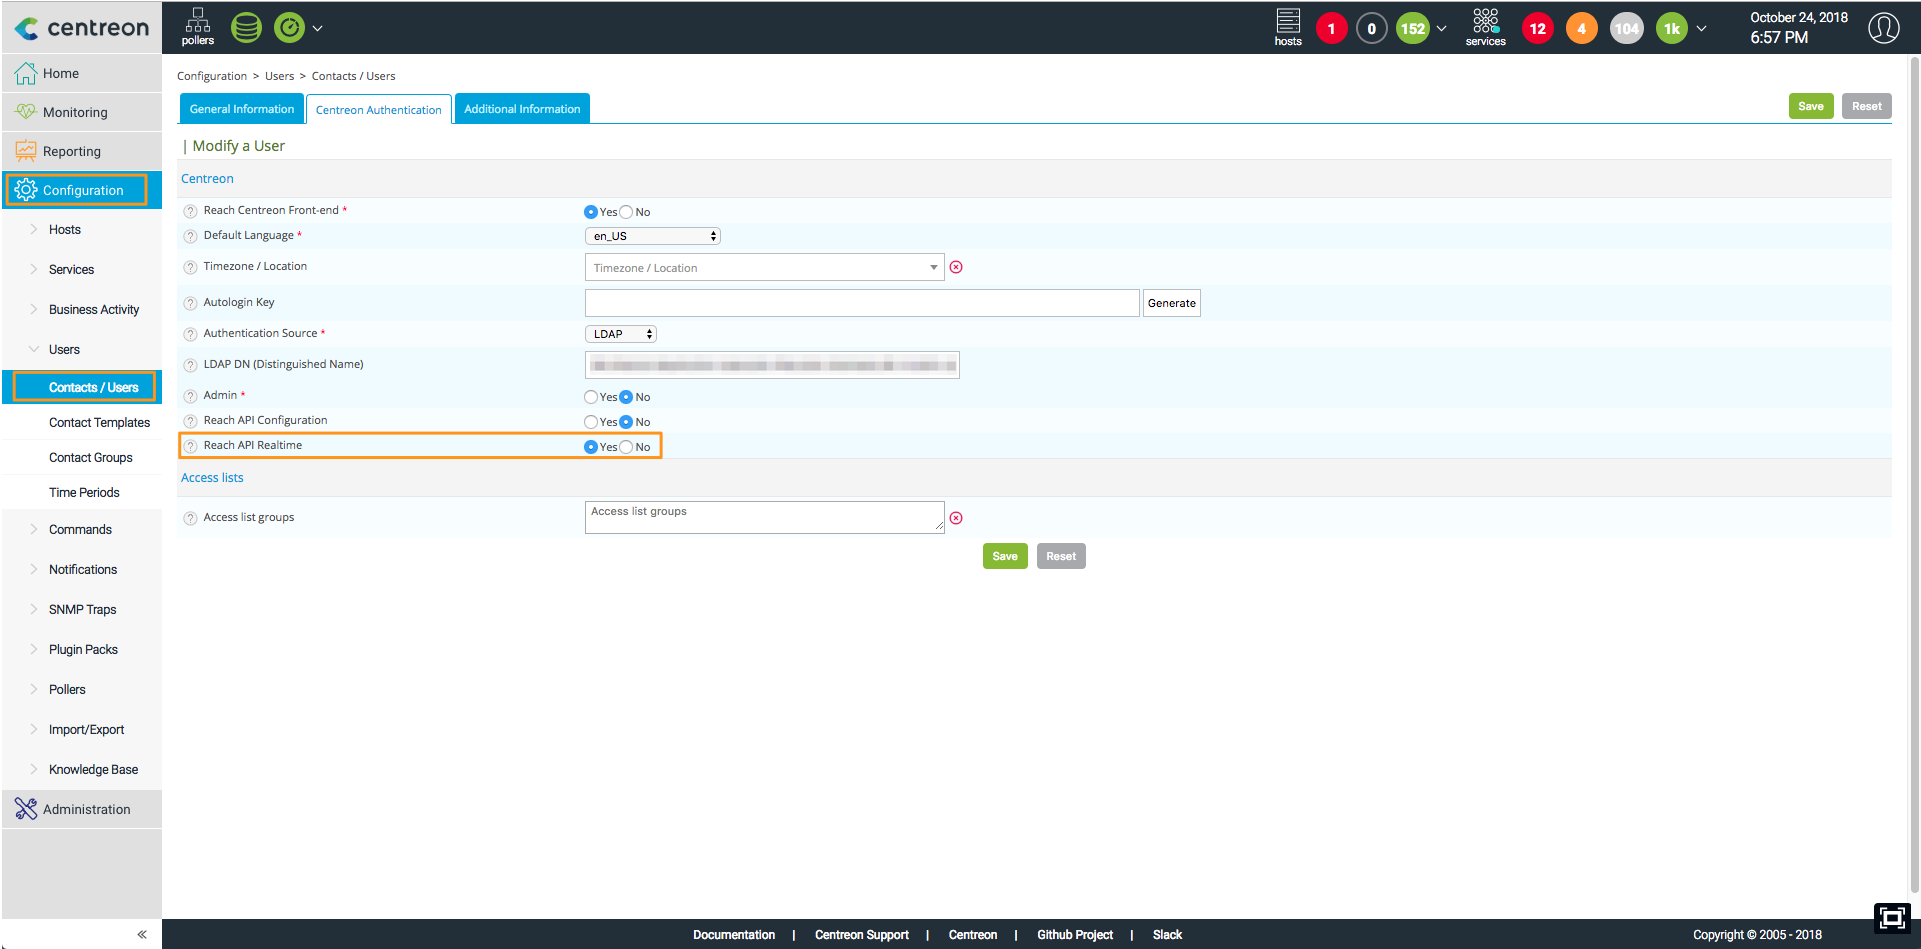 centreon
pollers
hosts 1 0 152
services 12 4 104 1k
October 24, 2018
6:57 PM
Home
Monitoring
Reporting
Configuration
Hosts
Services
Business Activity
Users
Contacts / Users
Contact Templates
Contact Groups
Time Periods
Commands
Notifications
SNMP Traps
Plugin Packs
Pollers
Import/Export
Knowledge Base
Administration
«
Configuration > Users > Contacts / Users
General Information Centreon Authentication Additional Information Save Reset
| Modify a User
Centreon
? Reach Centreon Front-end * Yes No
? Default Language * en_US
? Timezone / Location Timezone / Location
? Autologin Key Generate
? Authentication Source * LDAP
? LDAP DN (Distinguished Name)
? Admin * Yes No
? Reach API Configuration Yes No
? Reach API Realtime Yes No
Access lists
? Access list groups Access list groups
Save Reset
Documentation | Centreon Support | Centreon | Github Project | Slack
Copyright © 2005 - 2018